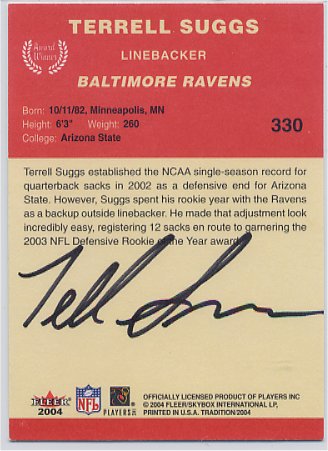 TERRELL SUGGS
Award
Winner
LINEBACKER
BALTIMORE RAVENS
Born: 10/11/82, Minneapolis, MN
Height: 6'3" Weight: 260
College: Arizona State
330
Terrell Suggs established the NCAA single-season record for
quarterback sacks in 2002 as a defensive end for Arizona
State. However, Suggs spent his rookie year with the Ravens
as a backup outside linebacker. He made that adjustment look
incredibly easy, registering 12 sacks en route to garnering the
2003 NFL Defensive Rookie of the Year award.
Tell S
FLEER
2004
NFL
PLAYERS
OFFICIALLY LICENSED PRODUCT OF PLAYERS INC
© 2004 FLEER/SKYBOX INTERNATIONAL LP,
PRINTED IN U.S.A. TRADITION/2004